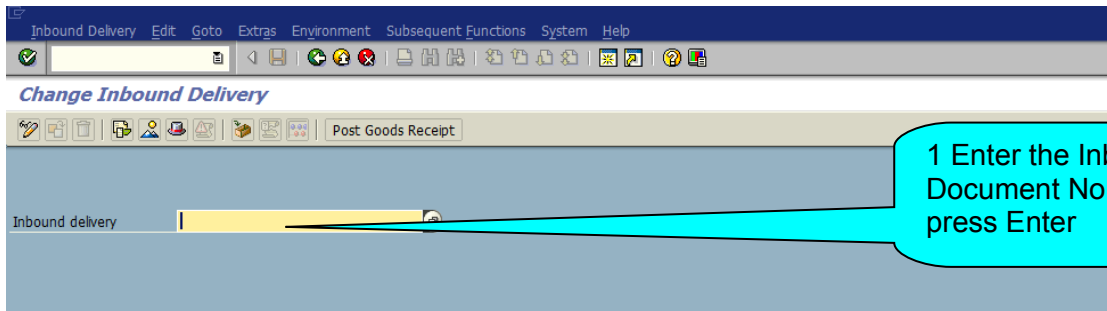 Inbound Delivery Edit Goto Extras Environment Subsequent Functions System Help
Change Inbound Delivery
Post Goods Receipt
1 Enter the
Document No
press Enter
Inbound delivery